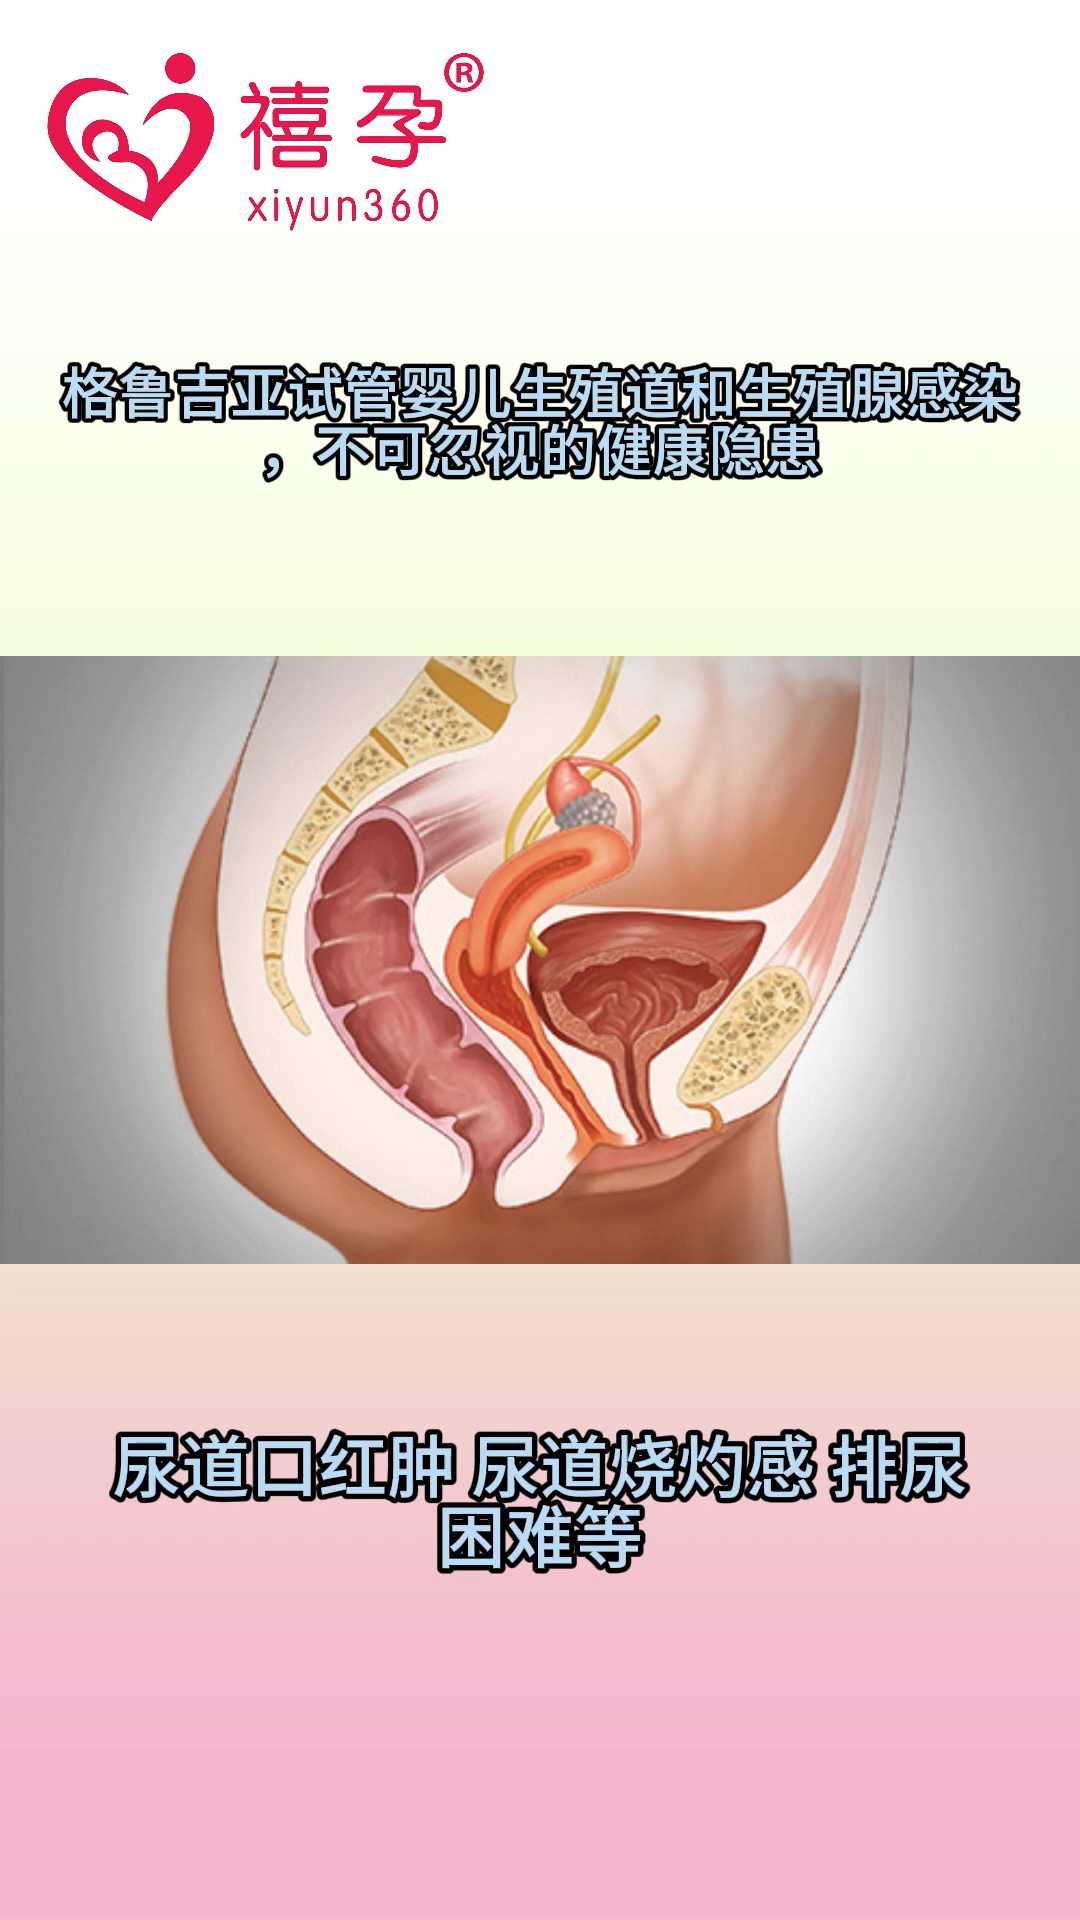 禧孕®
xiyun360
格鲁吉亚试管婴儿生殖道和生殖腺感染
，不可忽视的健康隐患
尿道口红肿 尿道烧灼感 排尿
困难等